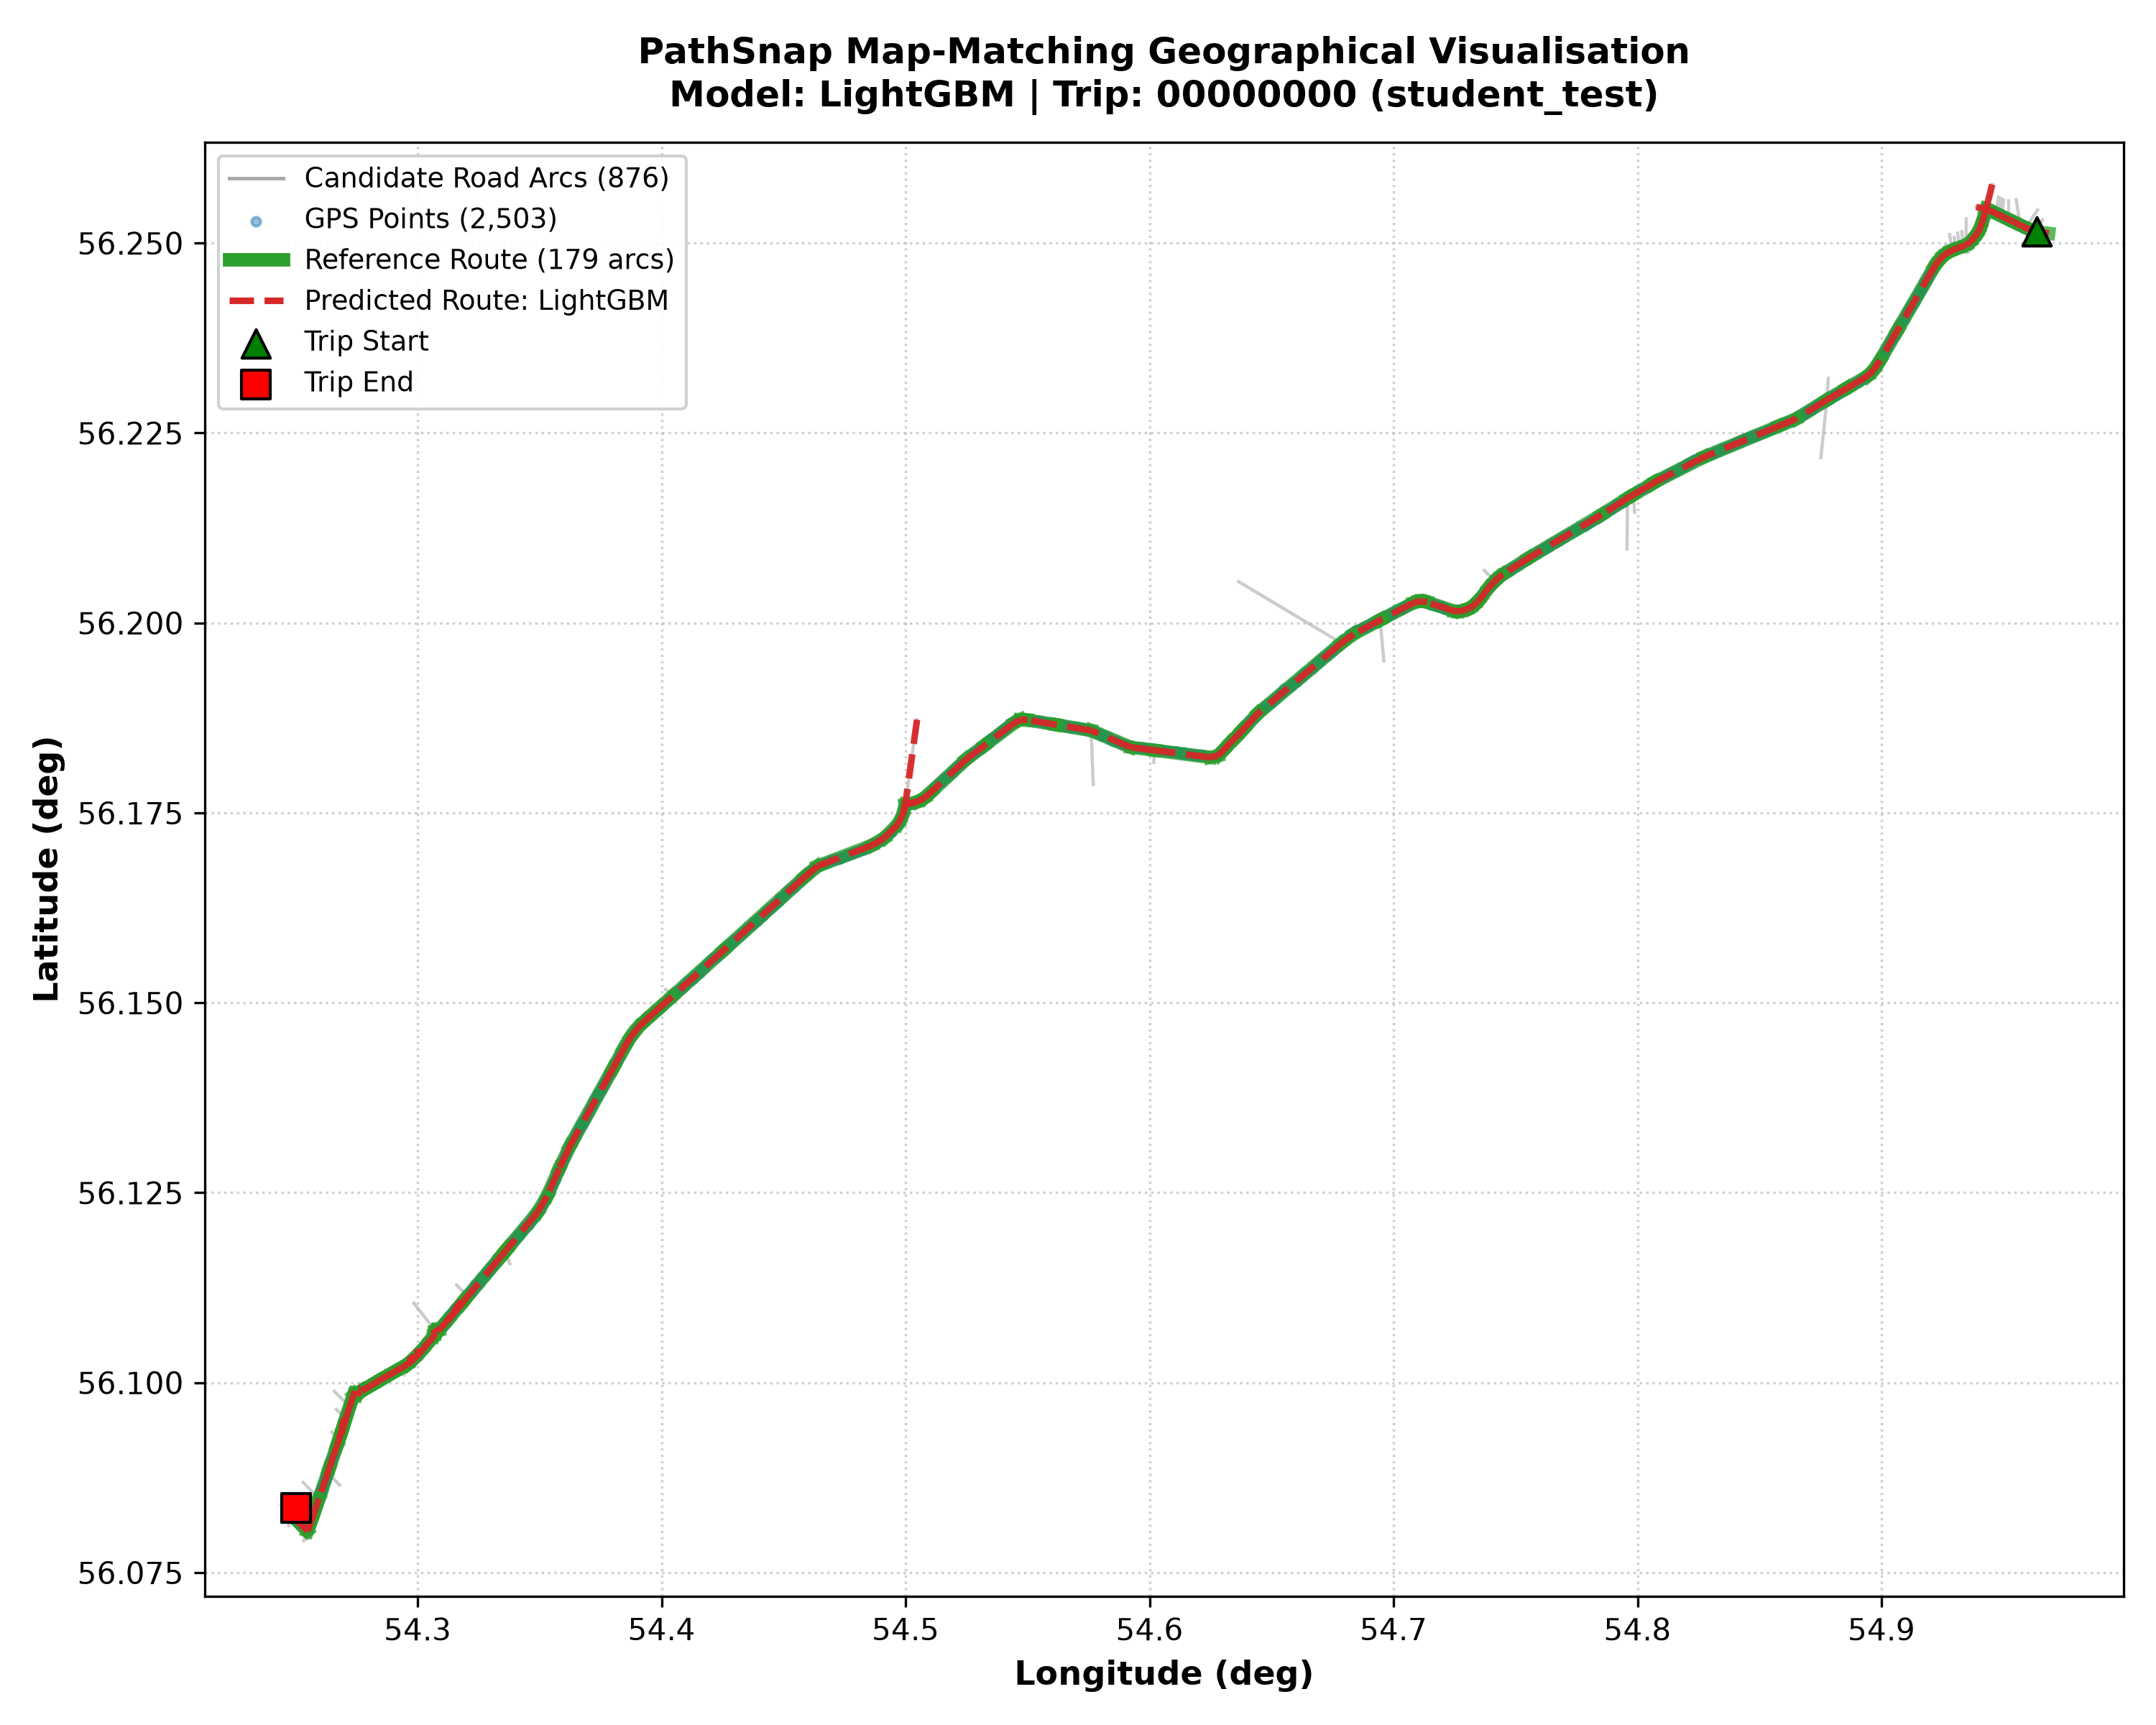 PathSnap Map-Matching Geographical Visualisation
Model: LightGBM | Trip: 00000000 (student_test)
Candidate Road Arcs (876)
GPS Points (2,503)
Reference Route (179 arcs)
Predicted Route: LightGBM
Trip Start
Trip End
56.250
56.225
56.200
56.175
56.150
56.125
56.100
56.075
Latitude (deg)
54.3 54.4 54.5 54.6 54.7 54.8 54.9
Longitude (deg)